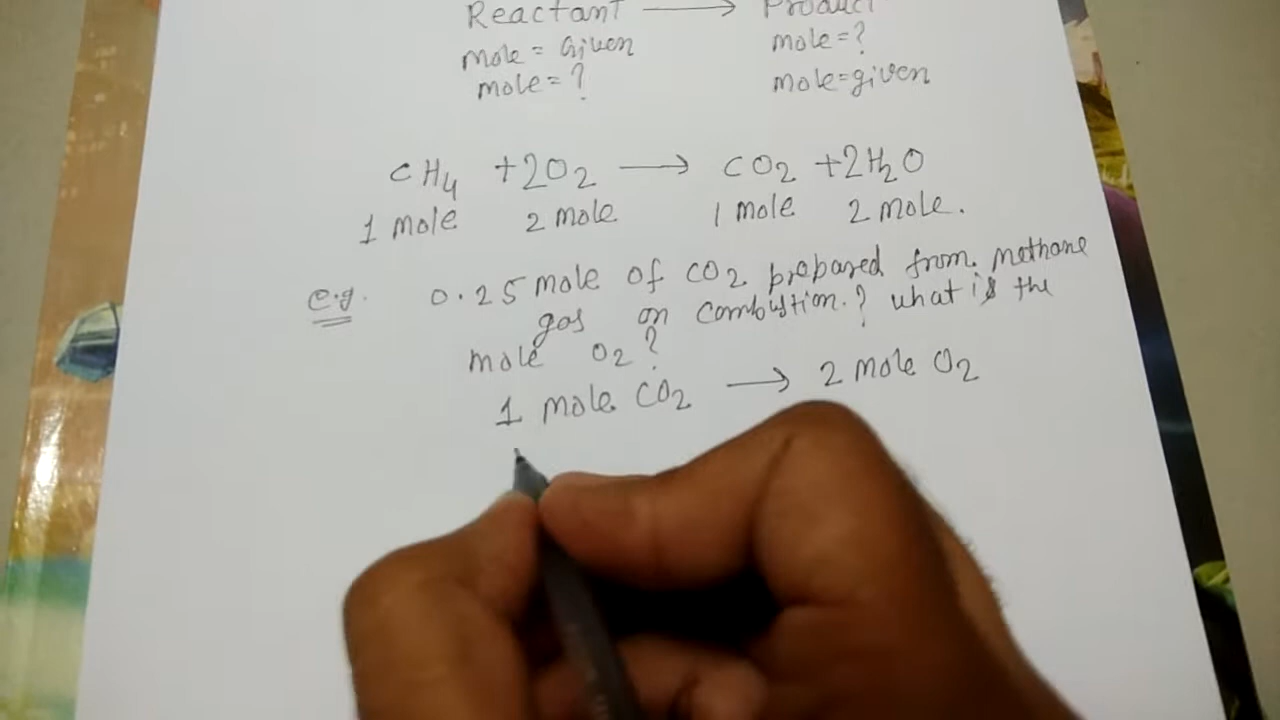 Reactant → Product
mole = Given mole = ?
mole = ? mole = given
CH4 + 2O2 → CO2 + 2H2O
1 mole 2 mole 1 mole 2 mole.
e.g. 0.25 mole of CO2 prepared from methane
gas on combustion.? what is the
mole O2?
1 mole CO2 → 2 mole O2